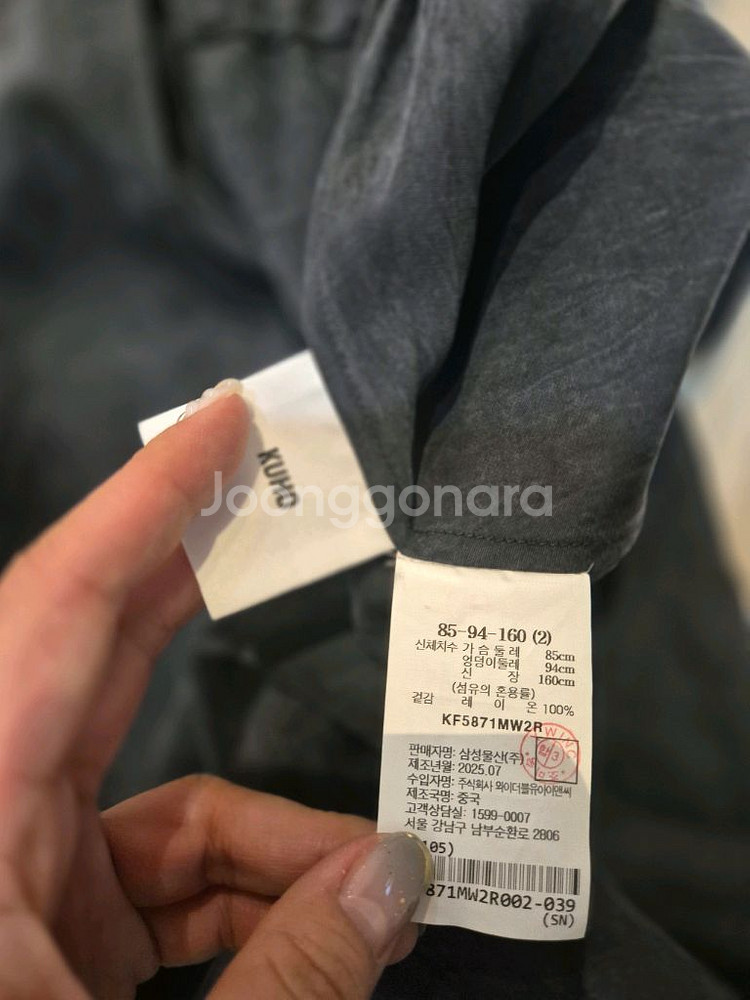 KUHO
Joonggonara
85-94-160 (2)
신체치수 가 슴 둘 레 85cm
엉덩이둘레 94cm
신 장 160cm
(섬유의 혼용률)
겉감 레 이 온 100%
KF5871MW2R
판매자명: 삼성물산(주)
제조년월: 2025.07
수입자명: 주식회사 와이더블유아이앤씨
제조국명: 중국
고객상담실: 1599-0007
서울 강남구 남부순환로 2806
105)
871MW2R002-039
(SN)